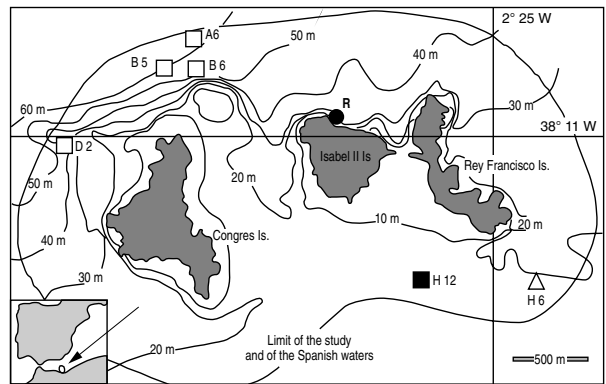 2° 25 W
A6
50 m
B 5
B 6
40 m
R
30 m
60 m
38° 11 W
D 2
Isabel II Is
Rey Francisco Is.
50 m
20 m
10 m
20 m
Congres Is.
40 m
30 m
H 12
H 6
Limit of the study
and of the Spanish waters
20 m
500 m